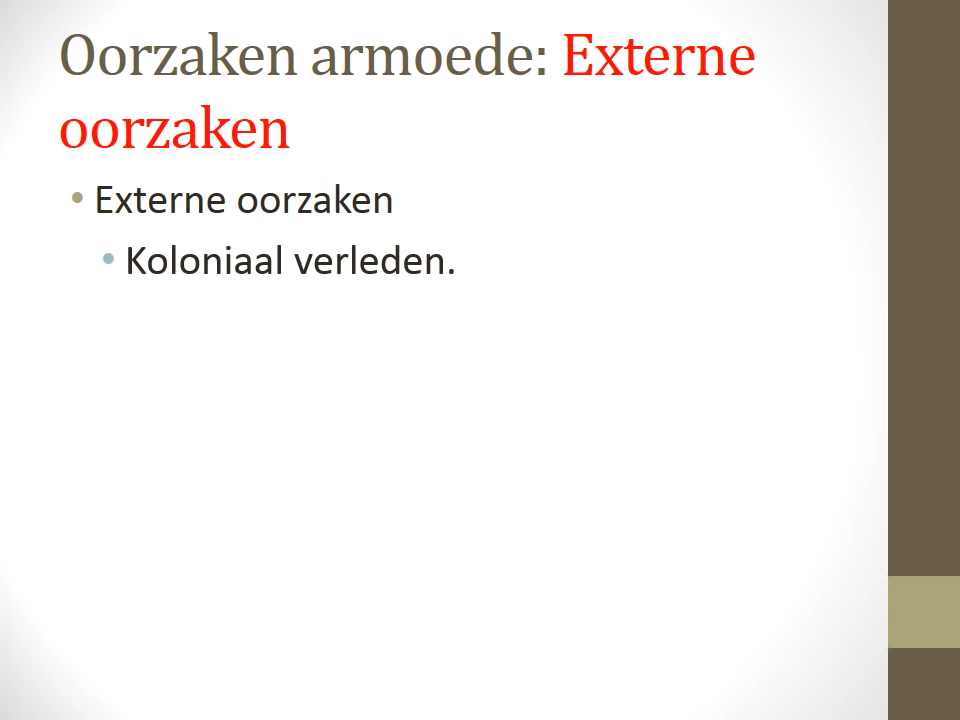 Oorzaken armoede: Externe
oorzaken
• Externe oorzaken
• Koloniaal verleden.